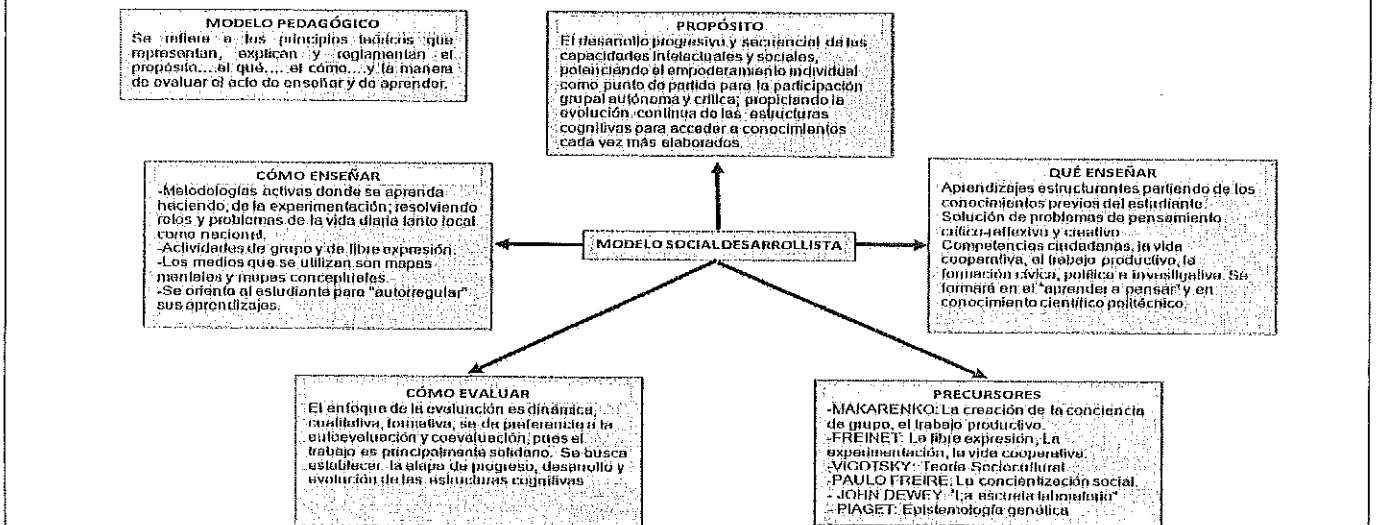 MODELO PEDAGÓGICO
Se refiere a los principios teóricos que
representan, explican y reglamentan el
propósito... el qué,... el cómo... y la manera
de evaluar el acto de enseñar y de aprender.
PROPÓSITO
El desarrollo progresivo y secuencial de las
capacidades intelectuales y sociales,
potenciando el empoderamiento individual
como punto de partida para la participación
grupal autónoma y crítica; propiciando la
evolución, continua de las estructuras
cognitivas para acceder a conocimientos
cada vez más elaborados.
CÓMO ENSEÑAR
-Metodologías activas donde se aprenda
haciendo, de la experimentación; resolviendo
retos y problemas de la vida diaria tanto local
como nacional.
-Actividades de grupo y de libre expresión.
-Los medios que se utilizan son mapas
mentales y mapas conceptuales.
-Se orienta al estudiante para "autorregular"
sus aprendizajes.
MODELO SOCIAL DESARROLLISTA
QUÉ ENSEÑAR
Aprendizajes estructurantes partiendo de los
conocimientos previos del estudiante.
Solución de problemas de pensamiento
crítico-reflexivo y creativo
Competencias ciudadanas, la vida
cooperativa, el trabajo productivo, la
formación cívica, política e investigativa. Se
formará en el "aprender a pensar" y en
conocimiento científico politécnico.
CÓMO EVALUAR
El enfoque de la evaluación es dinámica,
cualitativa, formativa, se da preferencia a la
autoevaluación y coevaluación, pues el
trabajo es principalmente solidario. Se busca
establecer la etapa de progreso, desarrollo y
evolución de las estructuras cognitivas
PRECURSORES
-MAKARENKO: La creación de la conciencia
de grupo, el trabajo productivo.
-FREINET: La libre expresión, La
experimentación, la vida cooperativa.
-VIGOTSKY: Teoría Sociocultural
-PAULO FREIRE: La concientización social.
- JOHN DEWEY: "La escuela laboratorio"
- PIAGET: Epistemología genética